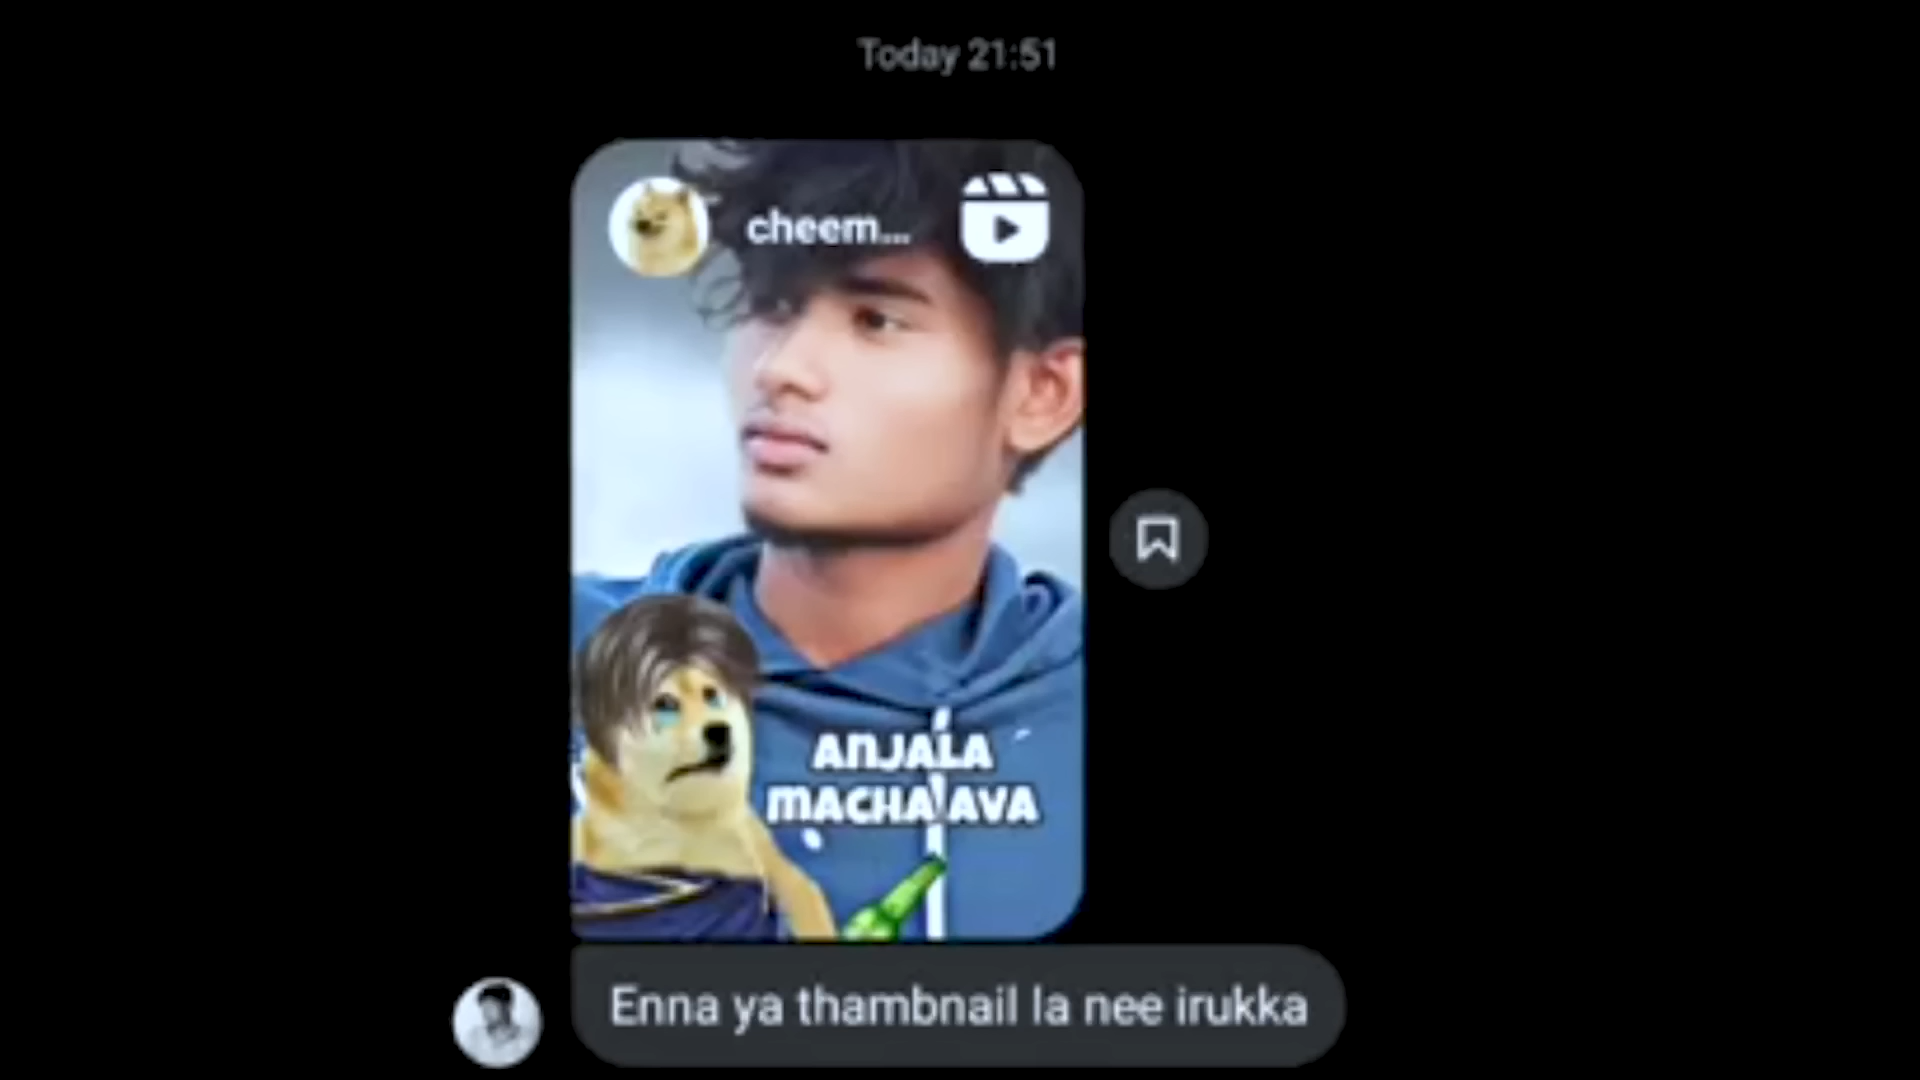 Today 21:51
cheem...
ANJALA
MACHA AVA
Enna ya thambnail la nee irukka